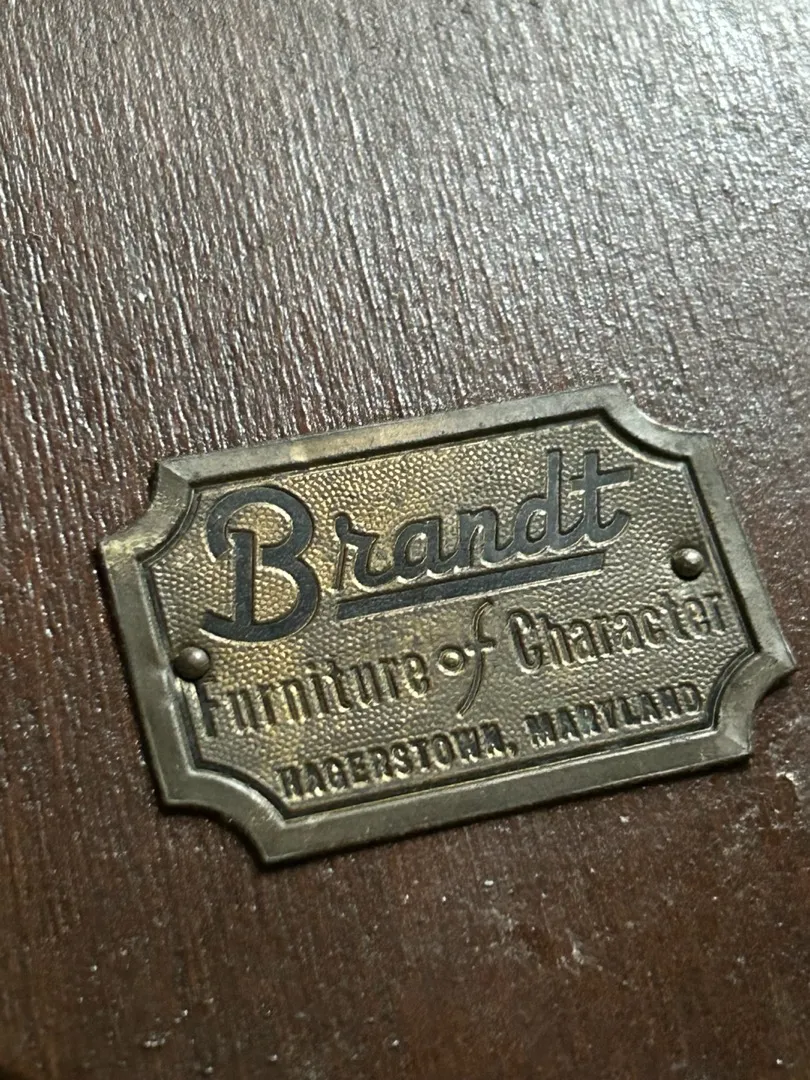 Brandt
Furniture of Character
HAGERSTOWN, MARYLAND